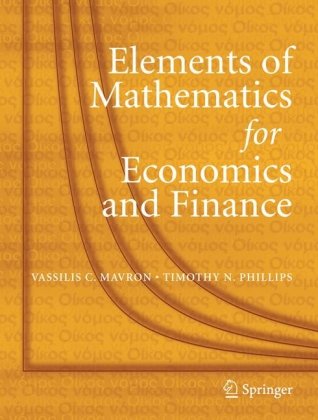 Elements of
Mathematics
for
Economics
and Finance
VASSILIS C. MAVRON • TIMOTHY N. PHILLIPS
Springer